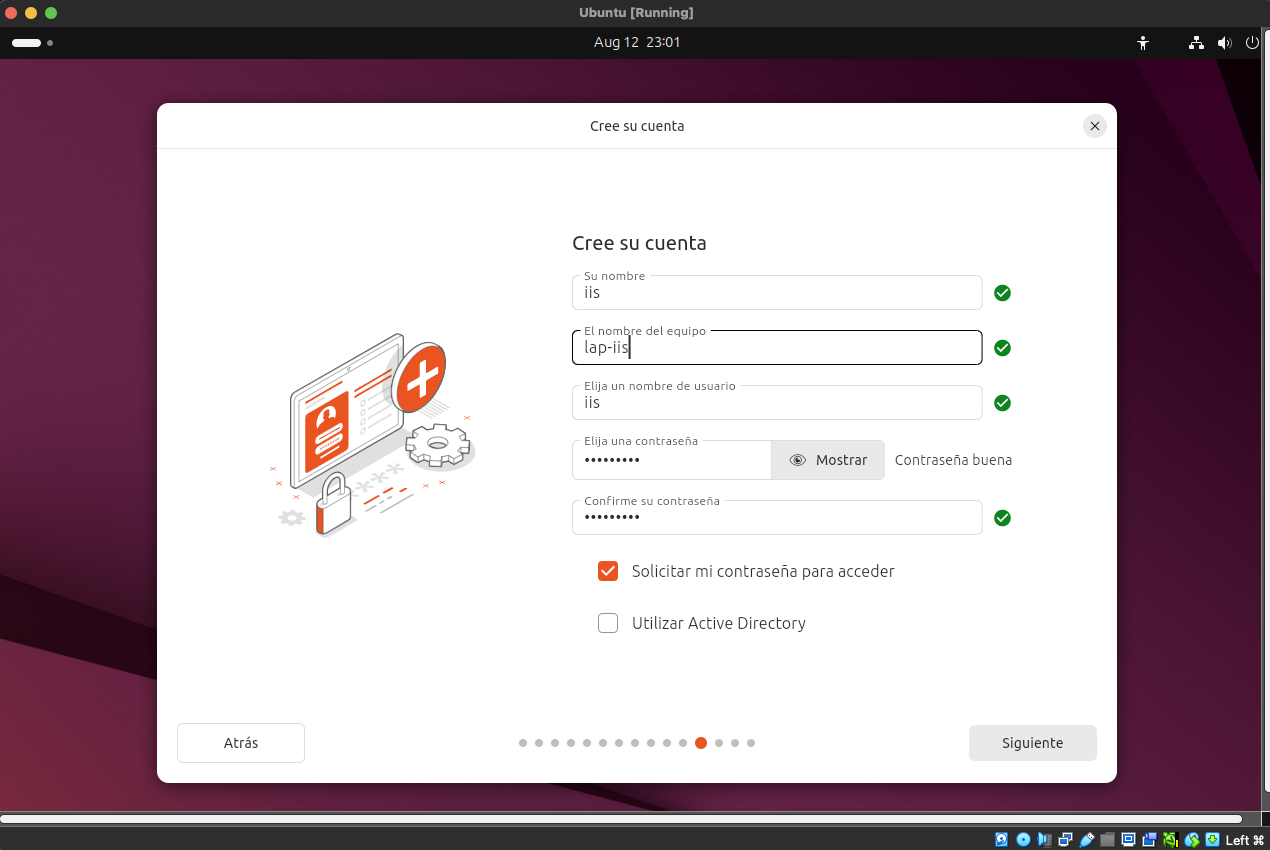 Ubuntu [Running]
Aug 12 23:01
Cree su cuenta
Cree su cuenta
Su nombre
iis
El nombre del equipo
lap-iis
Elija un nombre de usuario
iis
Elija una contraseña
•••••••••
Mostrar
Contraseña buena
Confirme su contraseña
•••••••••
Solicitar mi contraseña para acceder
Utilizar Active Directory
Atrás
Siguiente
Left ⌘